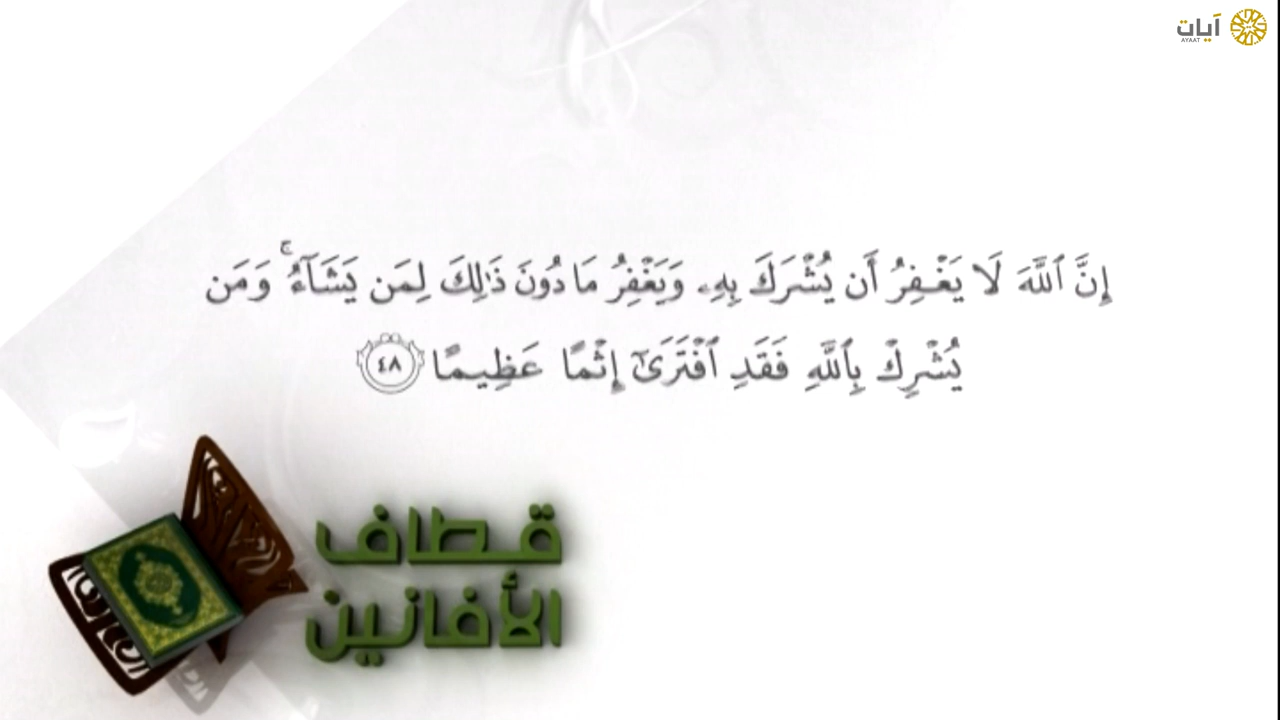 آيات
AYAAT
إِنَّ ٱللَّهَ لَا يَغْفِرُ أَن يُشْرَكَ بِهِۦ وَيَغْفِرُ مَا دُونَ ذَٰلِكَ لِمَن يَشَآءُ ۚ وَمَن
يُشْرِكْ بِٱللَّهِ فَقَدِ ٱفْتَرَىٰٓ إِثْمًا عَظِيمًا ٤٨
قطاف
الأفانين